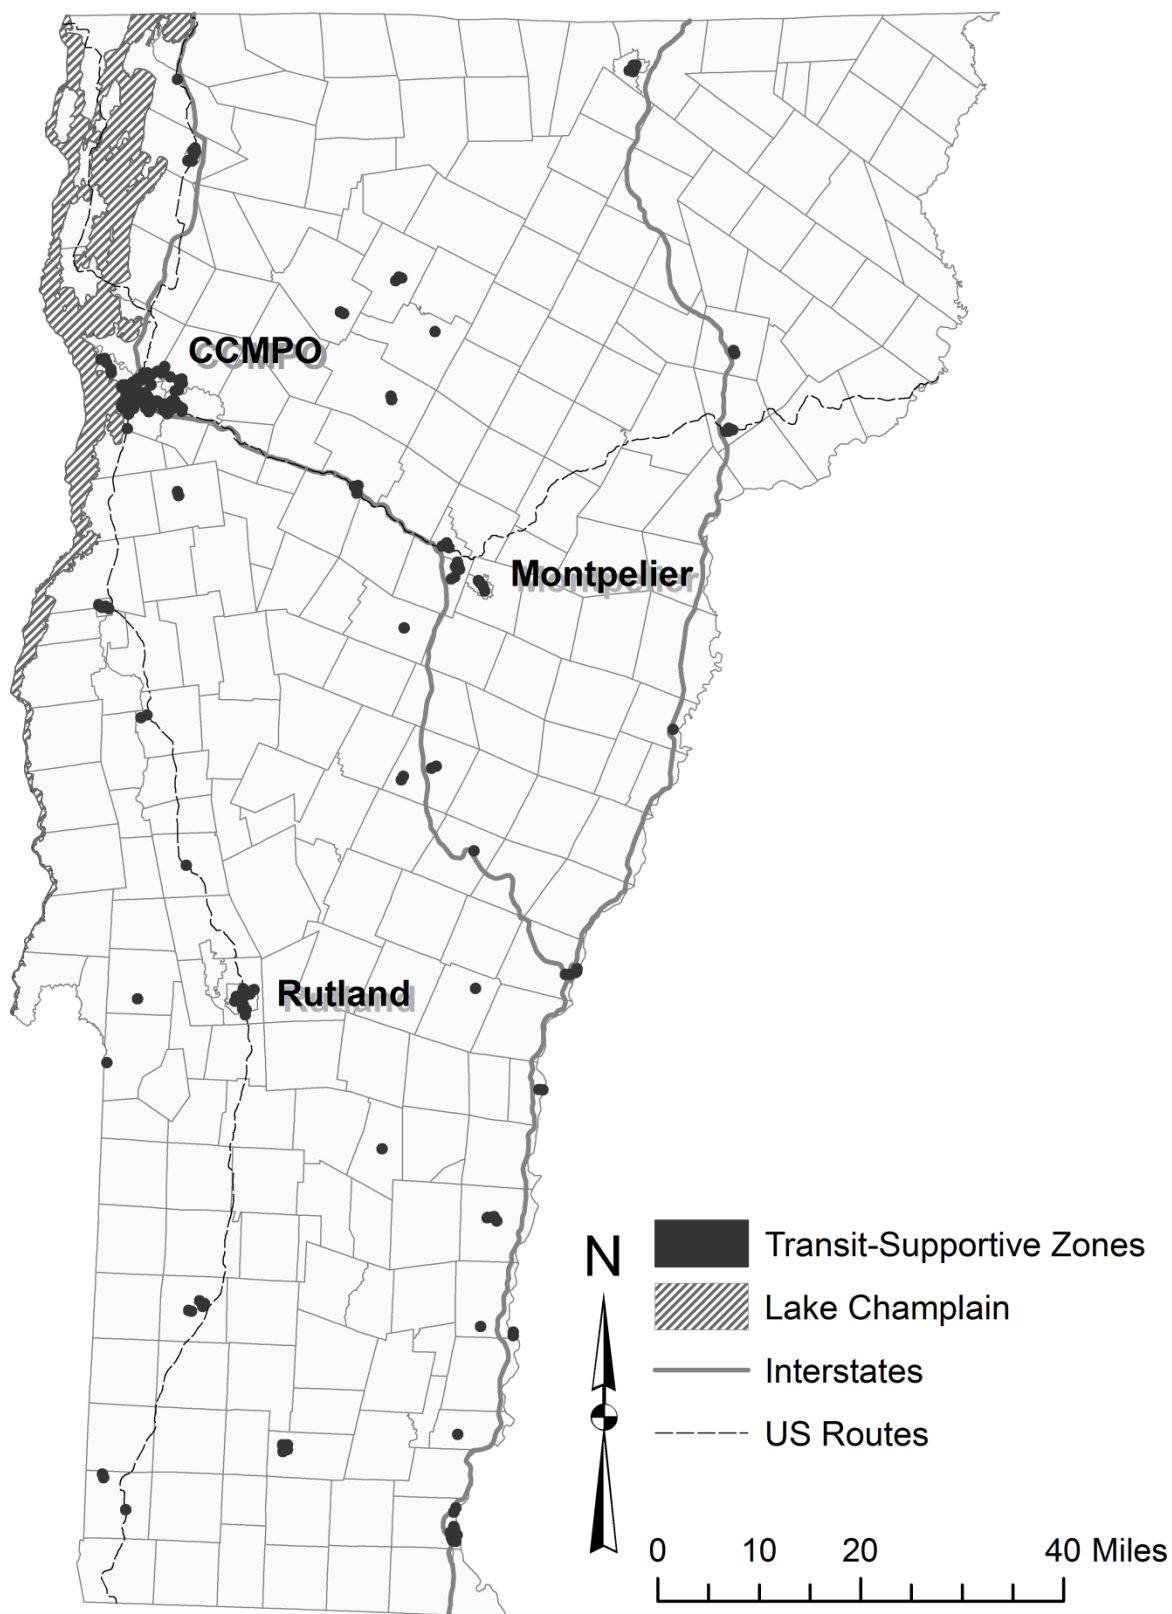 CCMPO
Montpelier
Rutland
N
Transit-Supportive Zones
Lake Champlain
Interstates
US Routes
0 10 20 40 Miles